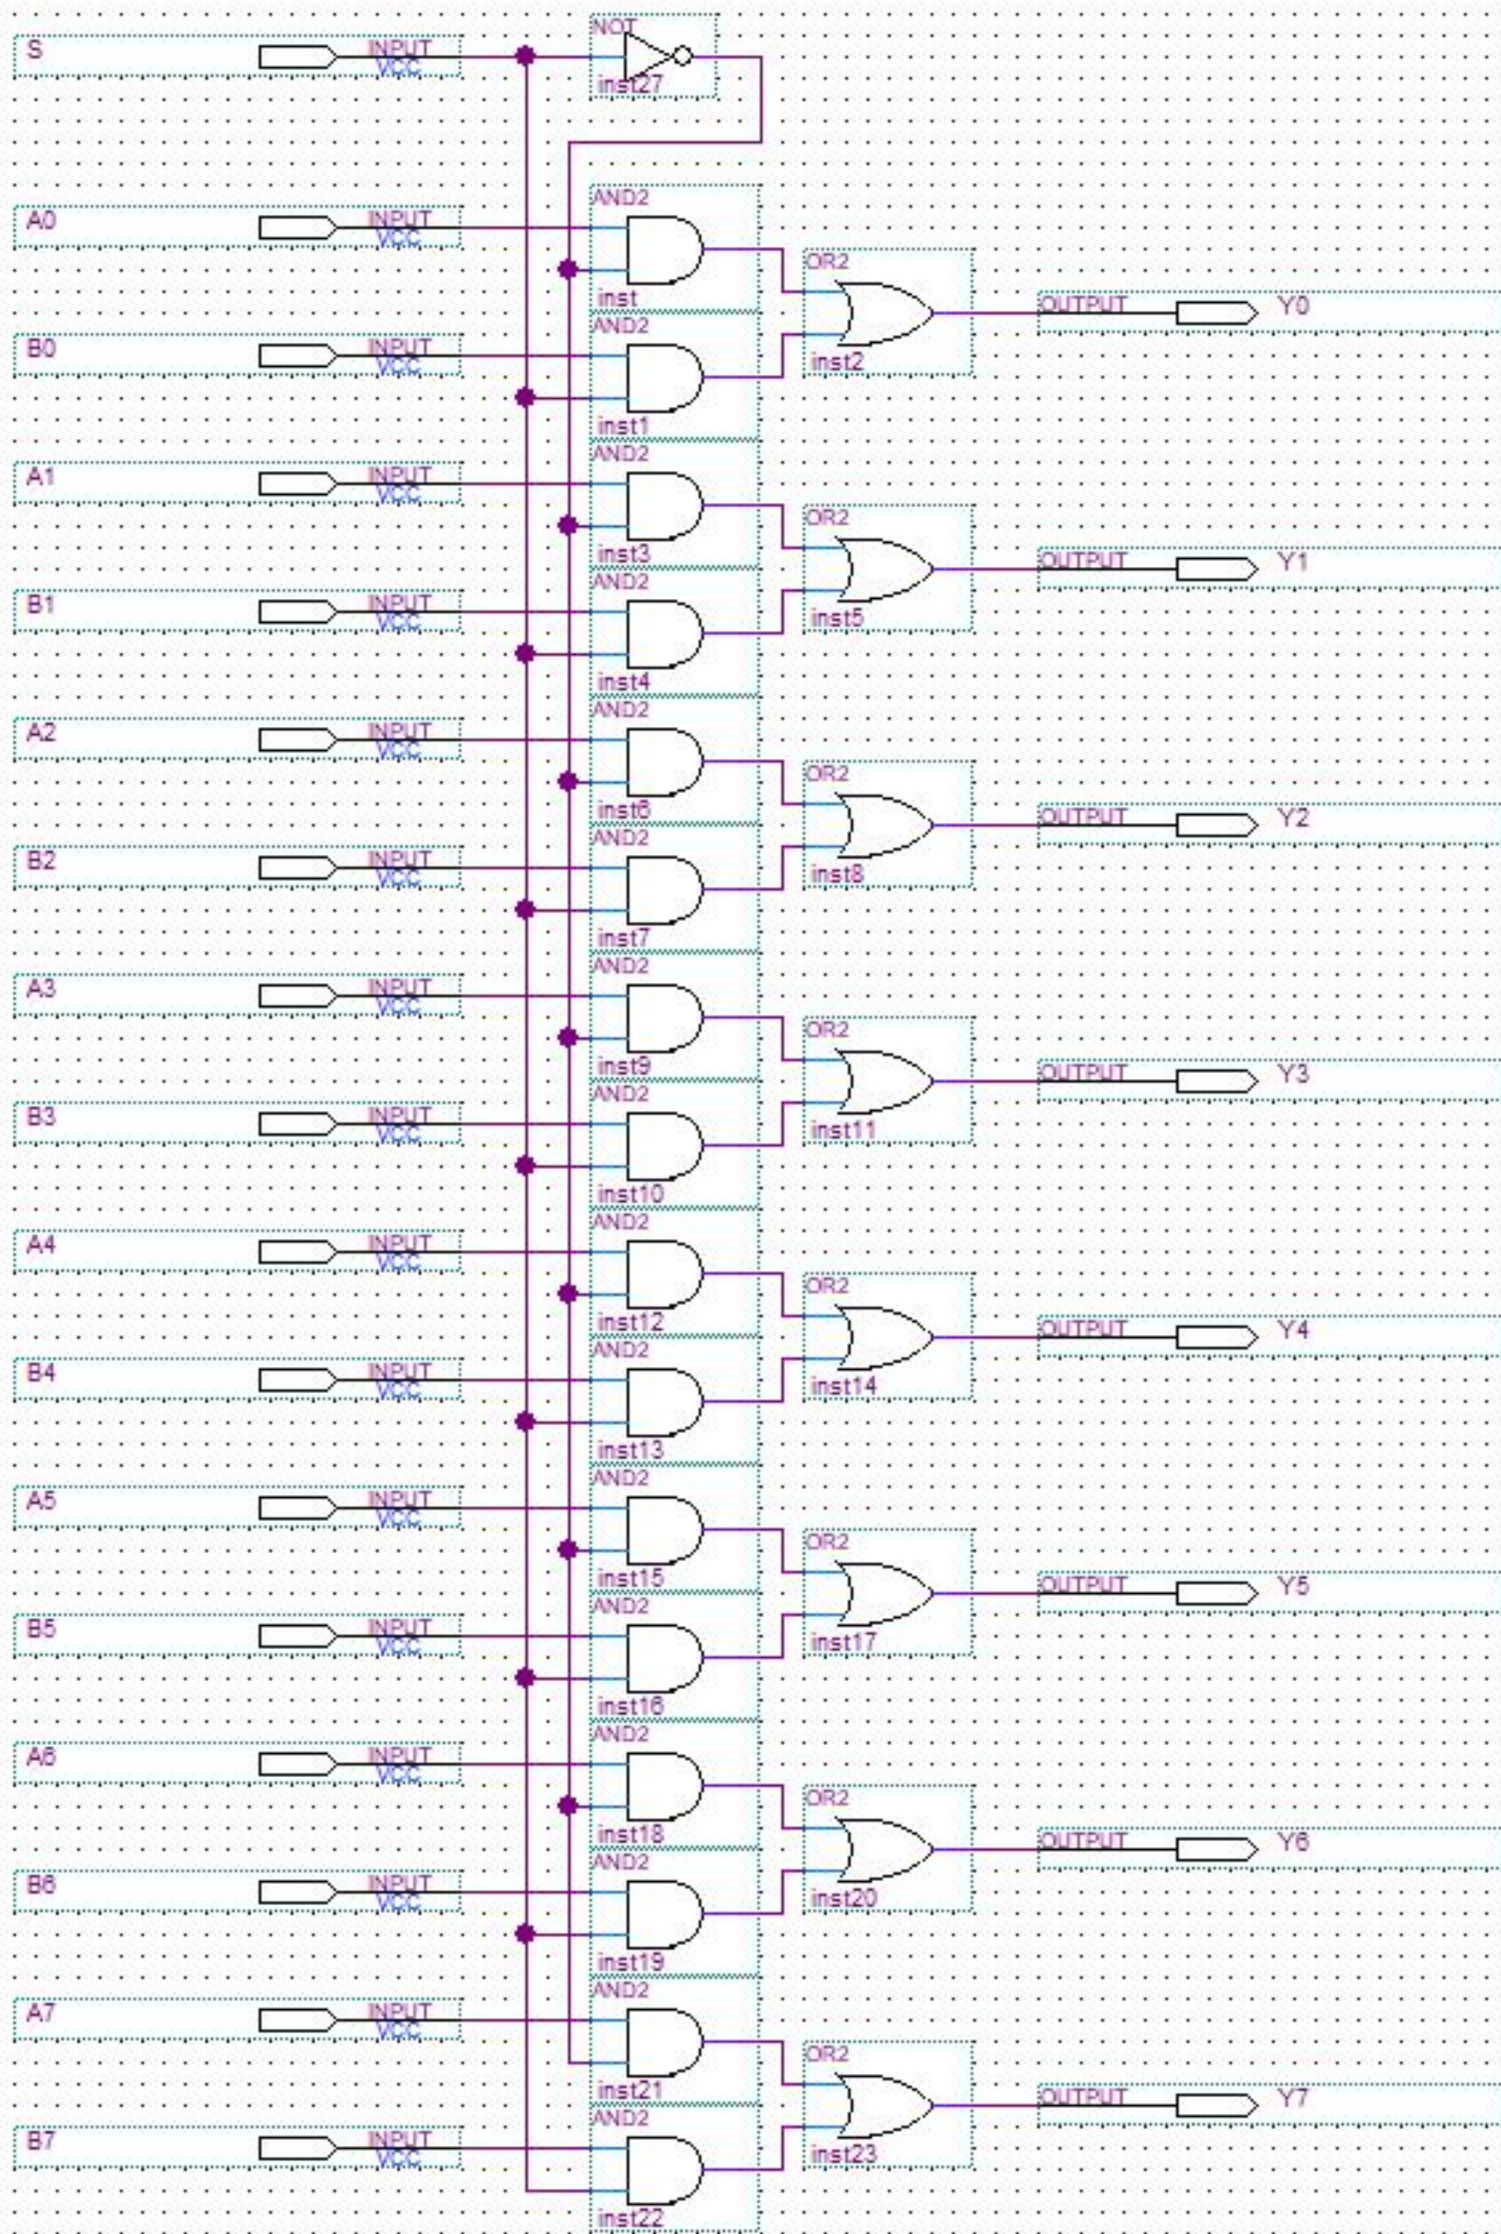 S INPUT
VCC
NOT
inst27
A0 INPUT
VCC
AND2
inst
OR2
inst2
OUTPUT Y0
B0 INPUT
VCC
AND2
inst1
A1 INPUT
VCC
AND2
inst3
OR2
inst5
OUTPUT Y1
B1 INPUT
VCC
AND2
inst4
A2 INPUT
VCC
AND2
inst6
OR2
inst8
OUTPUT Y2
B2 INPUT
VCC
AND2
inst7
A3 INPUT
VCC
AND2
inst9
OR2
inst11
OUTPUT Y3
B3 INPUT
VCC
AND2
inst10
A4 INPUT
VCC
AND2
inst12
OR2
inst14
OUTPUT Y4
B4 INPUT
VCC
AND2
inst13
A5 INPUT
VCC
AND2
inst15
OR2
inst17
OUTPUT Y5
B5 INPUT
VCC
AND2
inst16
A6 INPUT
VCC
AND2
inst18
OR2
inst20
OUTPUT Y6
B6 INPUT
VCC
AND2
inst19
A7 INPUT
VCC
AND2
inst21
OR2
inst23
OUTPUT Y7
B7 INPUT
VCC
AND2
inst22